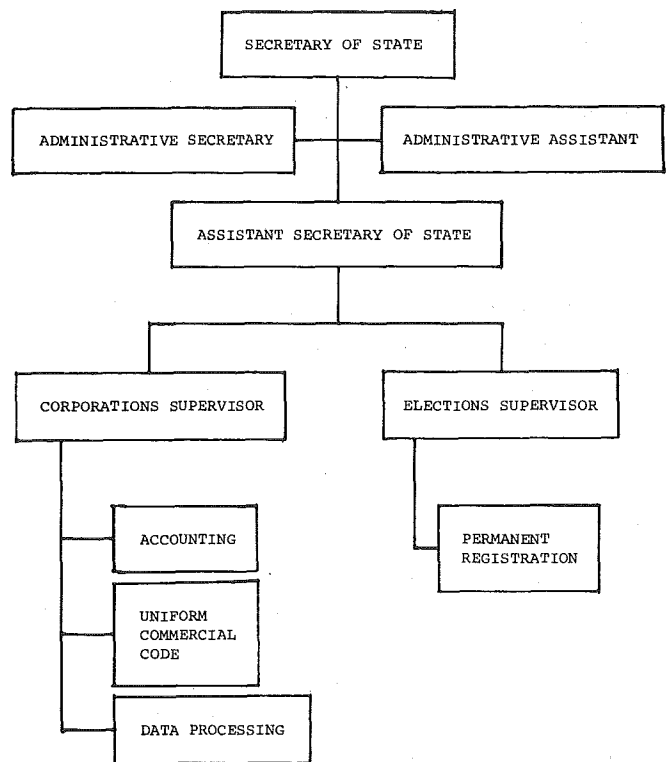 SECRETARY OF STATE
ADMINISTRATIVE SECRETARY
ADMINISTRATIVE ASSISTANT
ASSISTANT SECRETARY OF STATE
CORPORATIONS SUPERVISOR
ELECTIONS SUPERVISOR
ACCOUNTING
UNIFORM
COMMERCIAL
CODE
DATA PROCESSING
PERMANENT
REGISTRATION